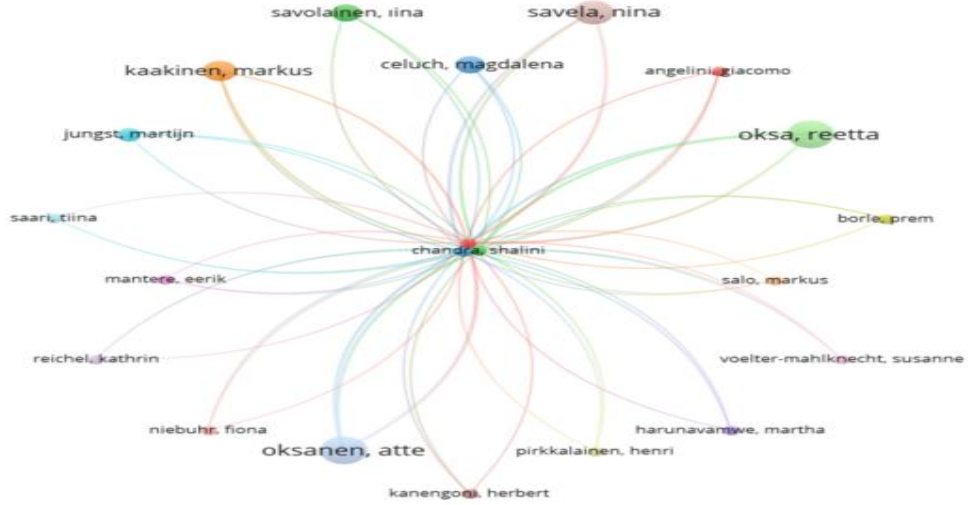 savolainen, iina
savela, nina
kaakinen, markus
celuch, magdalena
angelini, giacomo
jungst, martijn
oksa, reetta
saari, tiina
borle, prem
chandra, shalini
mantere, eerik
salo, markus
reichel, kathrin
voelter-mahlknecht, susanne
niebuhr, fiona
harunavamwe, martha
oksanen, atte
pirkkalainen, henri
kanengoni, herbert